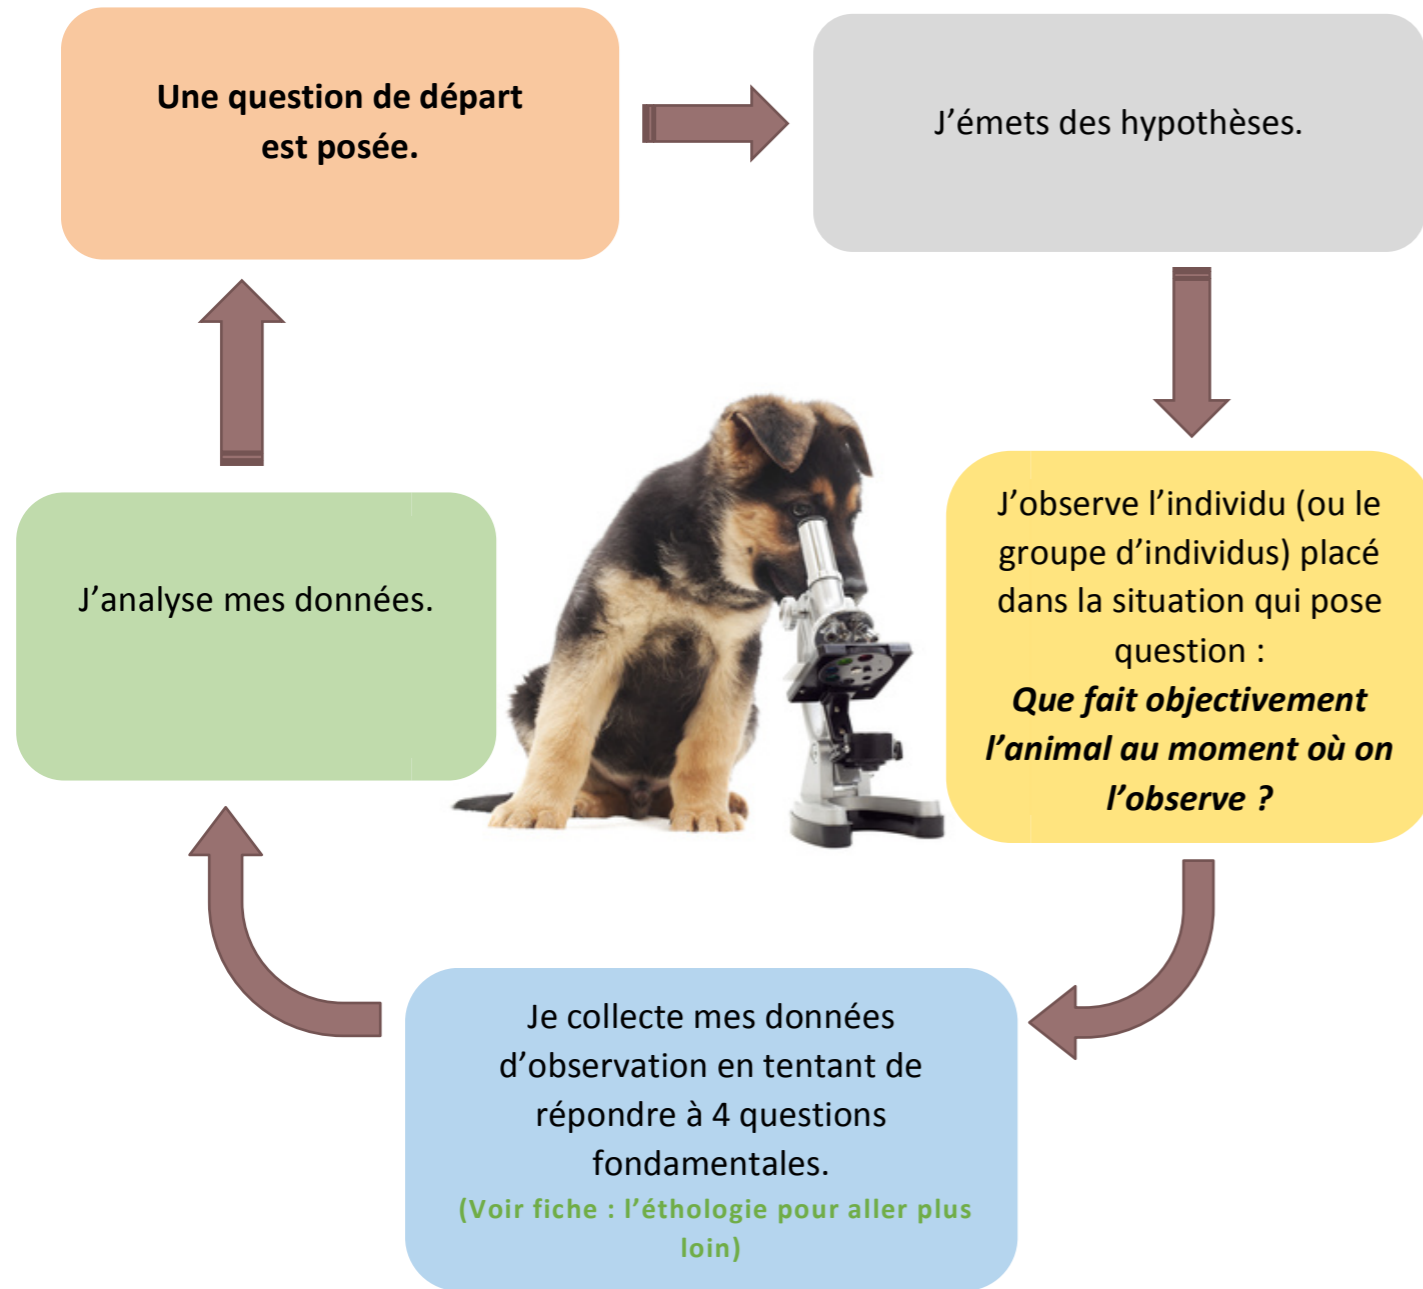 Une question de départ
est posée.
J'émets des hypothèses.
J'observe l'individu (ou le
groupe d'individus) placé
dans la situation qui pose
question :
Que fait objectivement
l'animal au moment où on
l'observe ?
Je collecte mes données
d'observation en tentant de
répondre à 4 questions
fondamentales.
(Voir fiche : l'éthologie pour aller plus
loin)
J'analyse mes données.